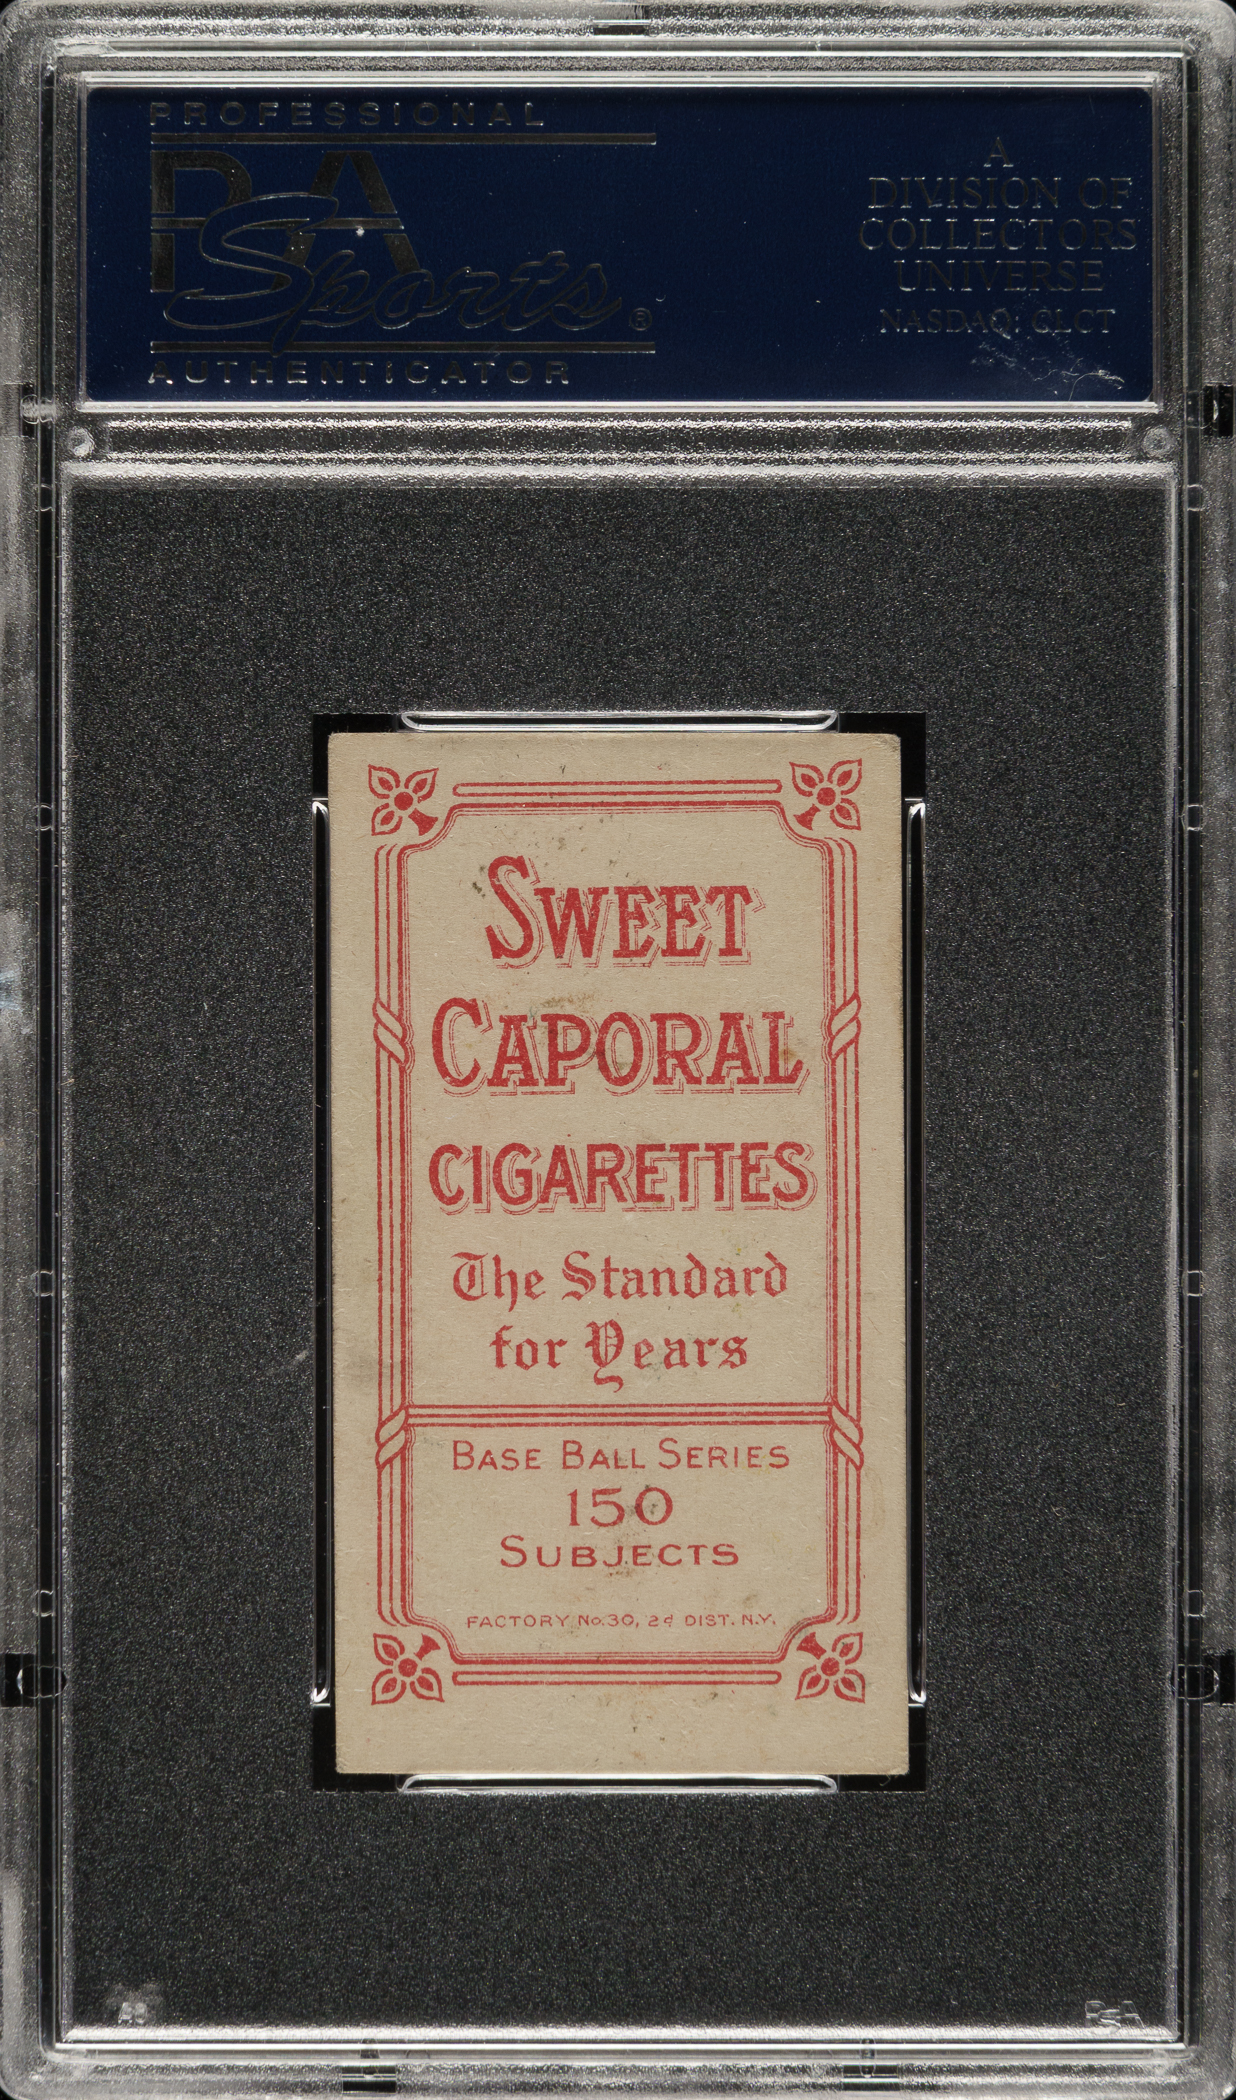 PROFESSIONAL
PSA
Sports®
AUTHENTICATOR
A
DIVISION OF
COLLECTORS
UNIVERSE
NASDAQ: CLCT
SWEET
CAPORAL
CIGARETTES
The Standard
for Years
BASE BALL SERIES
150
SUBJECTS
FACTORY No. 30, 2d DIST. N.Y.
PSA